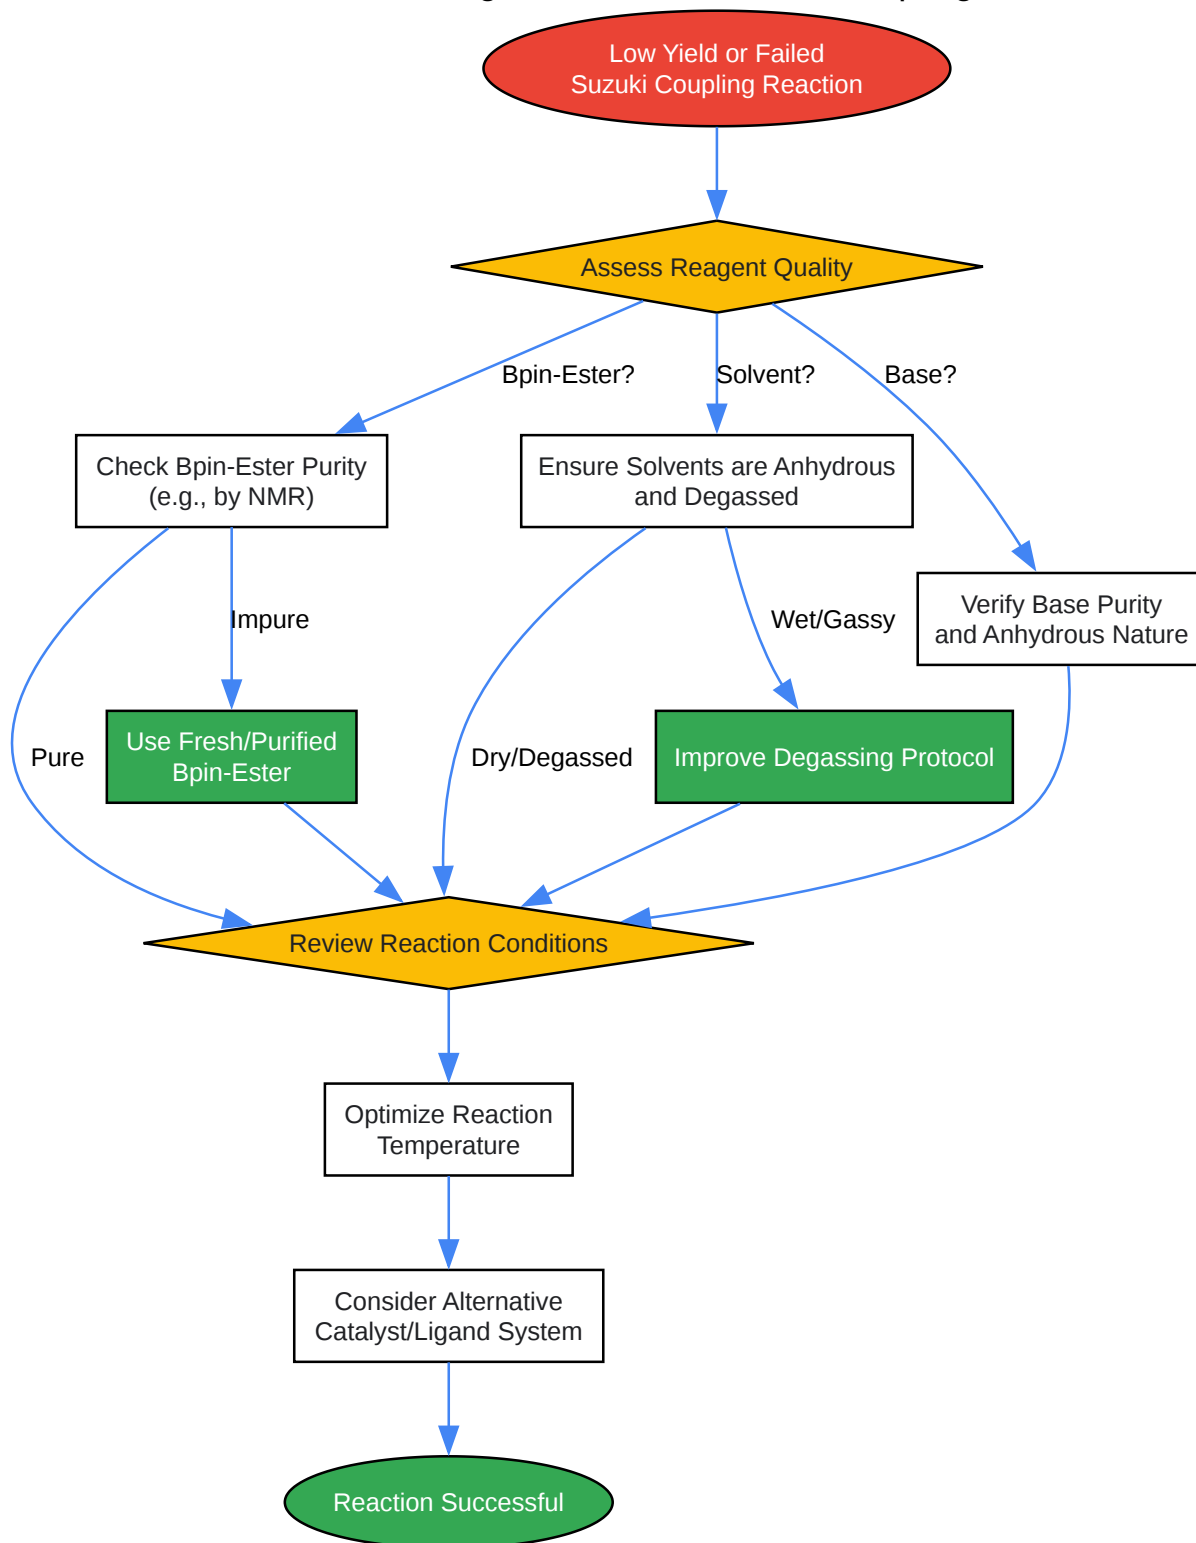 Low Yield or Failed
Suzuki Coupling Reaction
Assess Reagent Quality
Bpin-Ester?
Solvent?
Base?
Check Bpin-Ester Purity
(e.g., by NMR)
Ensure Solvents are Anhydrous
and Degassed
Verify Base Purity
and Anhydrous Nature
Impure
Wet/Gassy
Pure
Use Fresh/Purified
Bpin-Ester
Dry/Degassed
Improve Degassing Protocol
Review Reaction Conditions
Optimize Reaction
Temperature
Consider Alternative
Catalyst/Ligand System
Reaction Successful